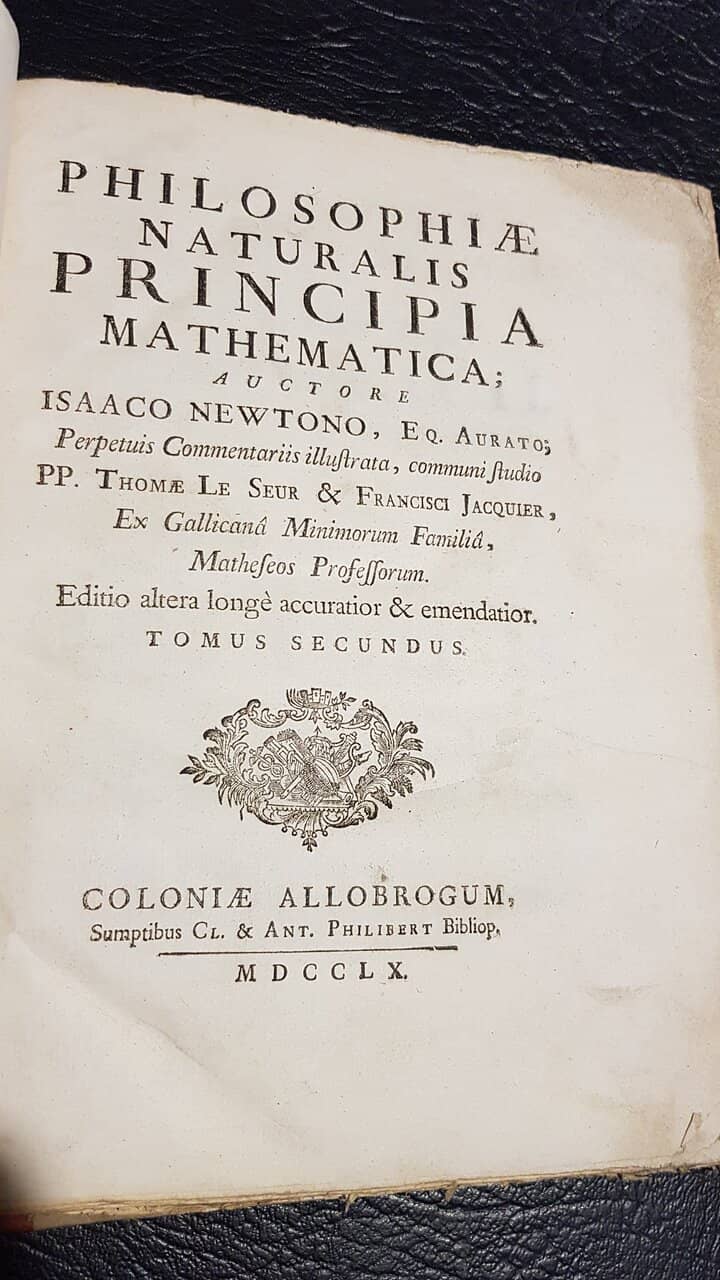 PHILOSOPHIÆ
NATURALIS
PRINCIPIA
MATHEMATICA;
AUCTORE
ISAACO NEWTONO, EQ. AURATO;
Perpetuis Commentariis illuſtrata, communi ſtudio
PP. THOMÆ LE SEUR & FRANCISCI JACQUIER,
Ex Gallicanâ Minimorum Familiâ,
Matheſeos Profeſſorum.
Editio altera longè accuratior & emendatior.
TOMUS SECUNDUS.
COLONIÆ ALLOBROGUM,
Sumptibus CL. & ANT. PHILIBERT Bibliop.
MDCCLX.